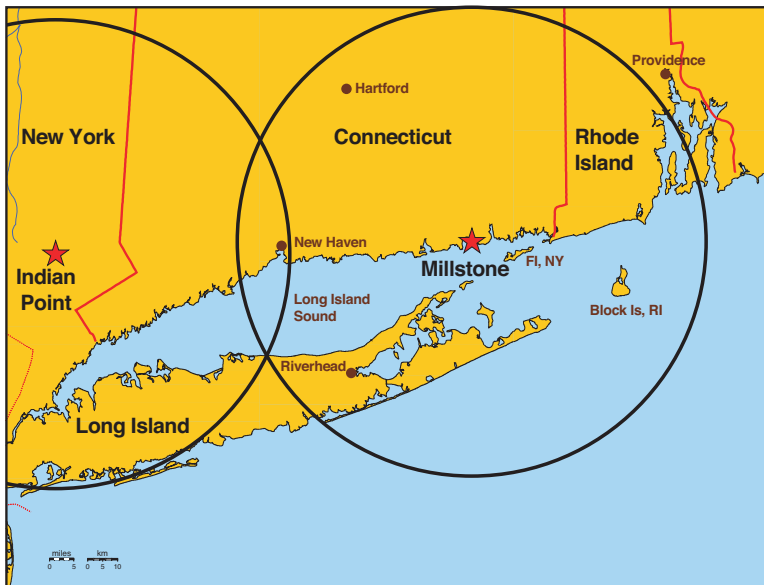 Providence
Hartford
New York
Connecticut
Rhode
Island
New Haven
Indian
Point
Millstone
FI, NY
Long Island
Sound
Block Is, RI
Riverhead
Long Island
miles
0 5
km
0 5 10